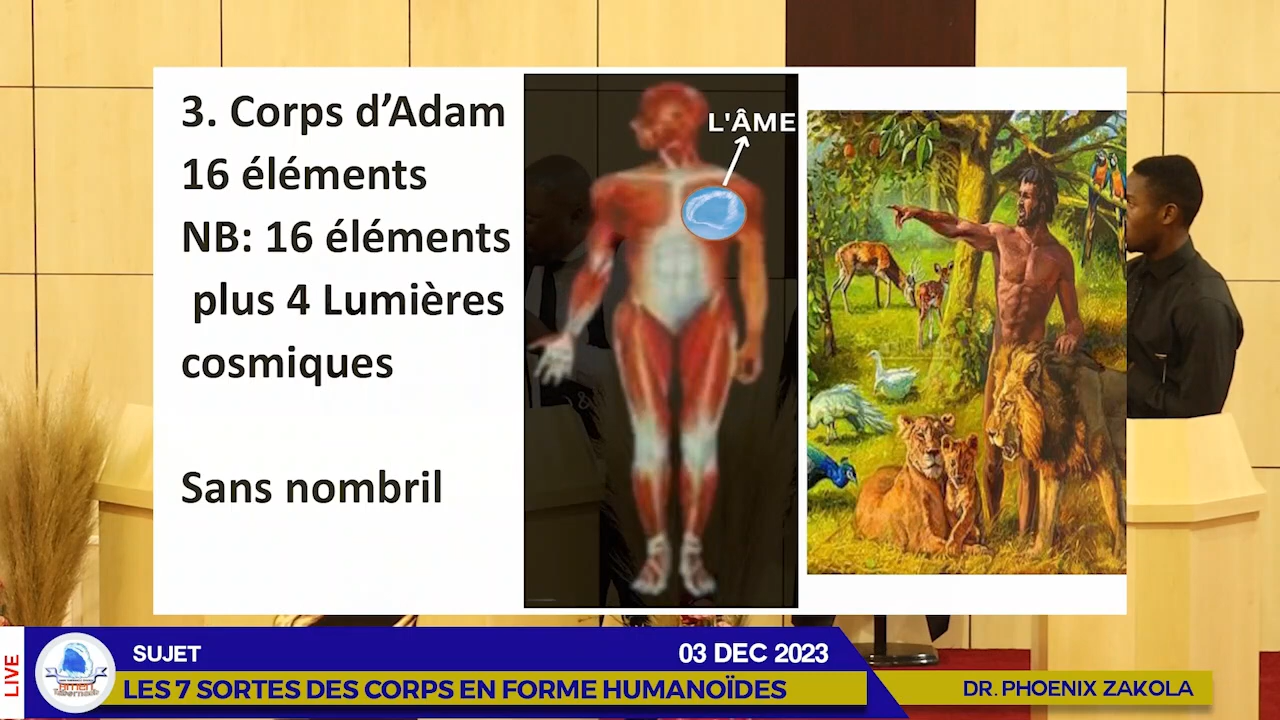 3. Corps d’Adam
16 éléments
NB: 16 éléments
plus 4 Lumières
cosmiques
Sans nombril
L'ÂME
LIVE
SUJET
03 DEC 2023
LES 7 SORTES DES CORPS EN FORME HUMANOÏDES
DR. PHOENIX ZAKOLA